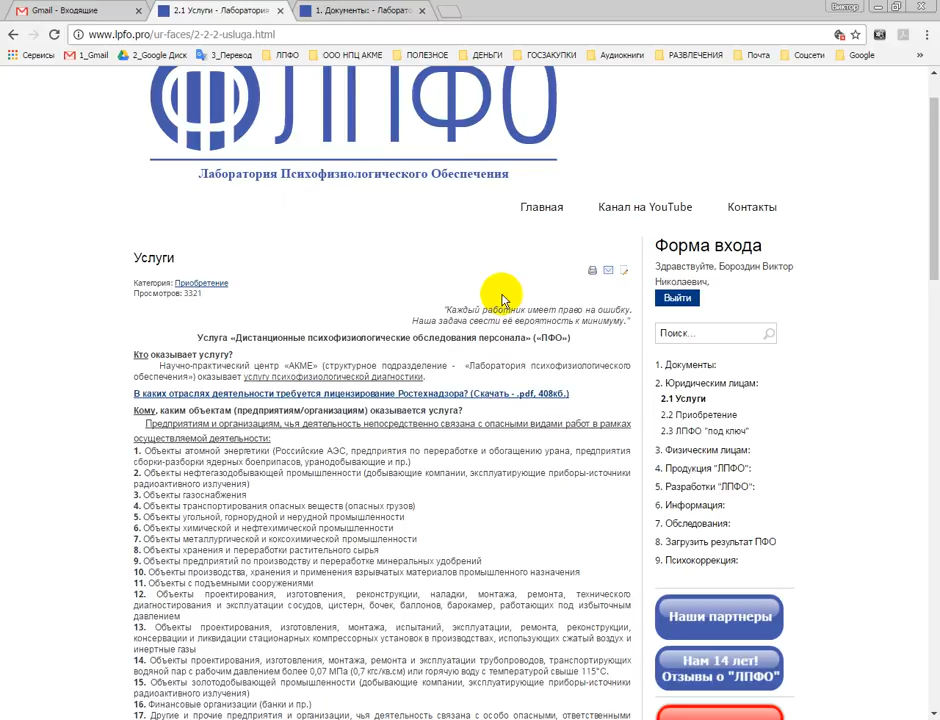 Gmail - Входящие
2.1 Услуги - Лаборатория
1. Документы: - Лаборато
Виктор
www.lpfo.pro/ur-faces/2-2-2-usluga.html
Сервисы 1_Gmail 2_Google Диск 3_Перевод ЛПФО ООО НПЦ АКМЕ ПОЛЕЗНОЕ ДЕНЬГИ ГОСЗАКУПКИ Аудиокниги РАЗВЛЕЧЕНИЯ Почта Соцсети Google »
ЛПФО
Лаборатория Психофизиологического Обеспечения
Главная Канал на YouTube Контакты
Услуги
Категория: Приобретение
Просмотров: 3321
"Каждый работник имеет право на ошибку.
Наша задача свести её вероятность к минимуму."
Услуга «Дистанционные психофизиологические обследования персонала» («ПФО»)
Кто оказывает услугу?
Научно-практический центр «АКМЕ» (структурное подразделение - «Лаборатория психофизиологического
обеспечения») оказывает услугу психофизиологической диагностики.
В каких отраслях деятельности требуется лицензирование Ростехнадзора? (Скачать - .pdf, 408кб.)
Кому, каким объектам (предприятиям/организациям) оказывается услуга?
Предприятиям и организациям, чья деятельность непосредственно связана с опасными видами работ в рамках
осуществляемой деятельности:
1. Объекты атомной энергетики (Российские АЭС, предприятия по переработке и обогащению урана, предприятия
сборки-разборки ядерных боеприпасов, уранодобывающие и пр.)
2. Объекты нефтегазодобывающей промышленности (добывающие компании, эксплуатирующие приборы-источники
радиоактивного излучения)
3. Объекты газоснабжения
4. Объекты транспортирования опасных веществ (опасных грузов)
5. Объекты угольной, горнорудной и нерудной промышленности
6. Объекты химической и нефтехимической промышленности
7. Объекты металлургической и коксохимической промышленности
8. Объекты хранения и переработки растительного сырья
9. Объекты предприятий по производству и переработке минеральных удобрений
10. Объекты производства, хранения и применения взрывчатых материалов промышленного назначения
11. Объекты с подъемными сооружениями
12. Объекты проектирования, изготовления, реконструкции, наладки, монтажа, ремонта, технического
диагностирования и эксплуатации сосудов, цистерн, бочек, баллонов, барокамер, работающих под избыточным
давлением
13. Объекты проектирования, изготовления, монтажа, испытаний, эксплуатации, ремонта, реконструкции,
консервации и ликвидации стационарных компрессорных установок в производствах, использующих сжатый воздух и
инертные газы
14. Объекты проектирования, изготовления, монтажа, ремонта и эксплуатации трубопроводов, транспортирующих
водяной пар с рабочим давлением более 0,07 МПа (0,7 кгс/кв.см) или горячую воду с температурой свыше 115°С.
15. Объекты золотодобывающей промышленности (добывающие компании, эксплуатирующие приборы-источники
радиоактивного излучения)
16. Финансовые организации (банки и пр.)
17. Другие и прочие предприятия и организации, чья деятельность связана с особо опасными, ответственными
Форма входа
Здравствуйте, Бороздин Виктор
Николаевич,
Выйти
Поиск...
1. Документы:
2. Юридическим лицам:
2.1 Услуги
2.2 Приобретение
2.3 ЛПФО "под ключ"
3. Физическим лицам:
4. Продукция "ЛПФО":
5. Разработки "ЛПФО":
6. Информация:
7. Обследования:
8. Загрузить результат ПФО
9. Психокоррекция:
Наши партнеры
Нам 14 лет!
Отзывы о "ЛПФО"